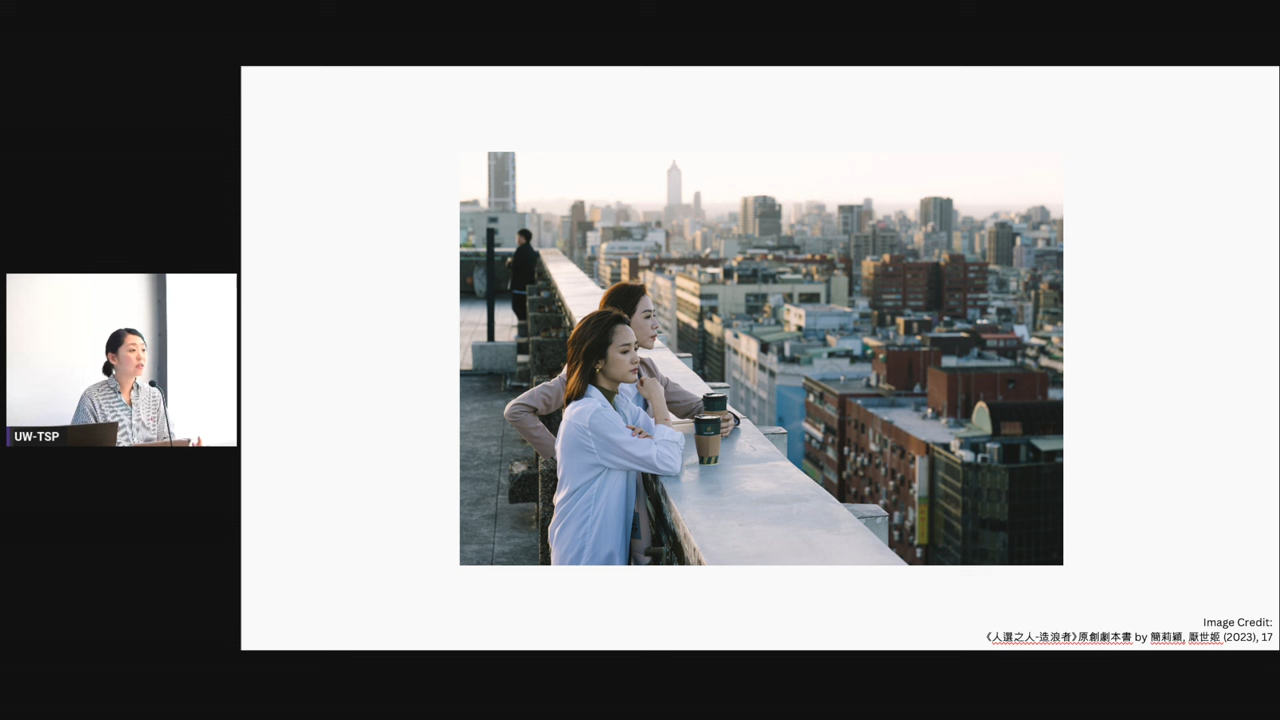 UW-TSP
Image Credit:
《人選之人-造浪者》原創劇本書 by 簡莉穎, 厭世姬 (2023), 17